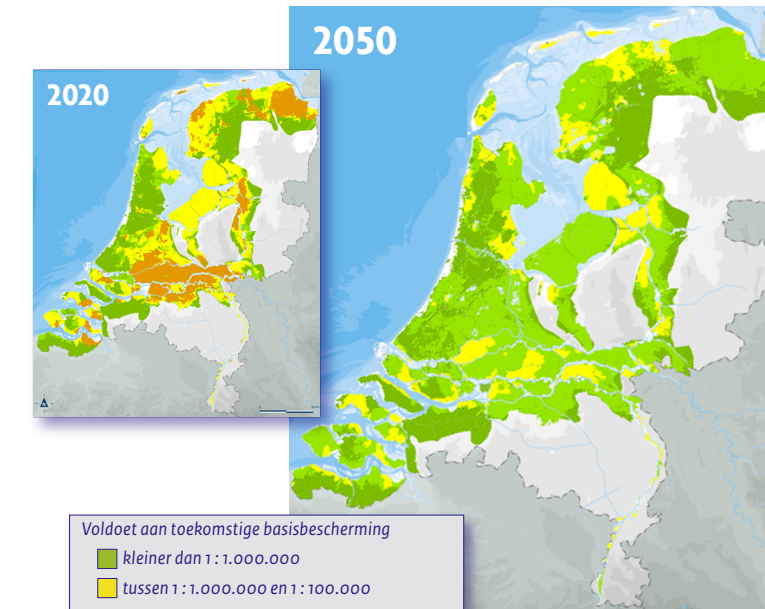 2050
2020
Voldoet aan toekomstige basisbescherming
kleiner dan 1 : 1.000.000
tussen 1 : 1.000.000 en 1 : 100.000